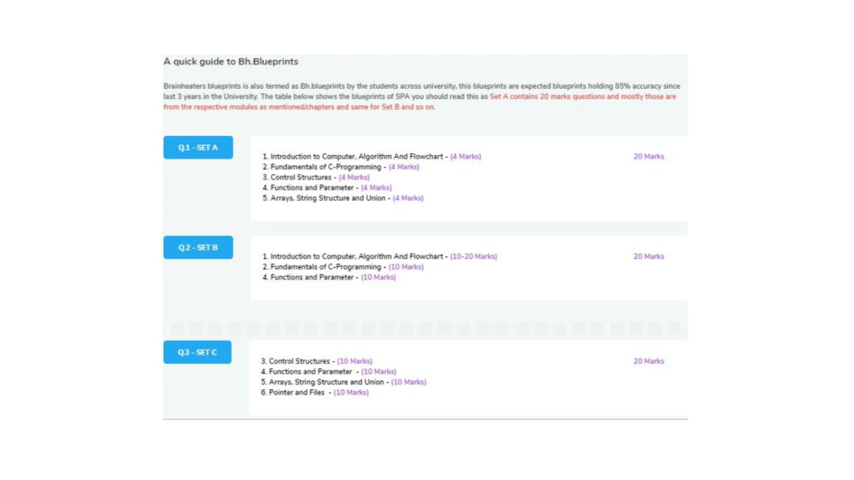 A quick guide to Bh.Blueprints
Brainheaters blueprints is also termed as Bh.blueprints by the students across university, this blueprints are expected blueprints holding 85% accuracy since
last 3 years in the University. The table below shows the blueprints of SPA you should read this as Set A contains 20 marks questions and mostly those are
from the respective modules as mentioned/chapters and same for Set B and so on.
Q.1 - SET A
1. Introduction to Computer, Algorithm And Flowchart - (4 Marks) 20 Marks
2. Fundamentals of C-Programming - (4 Marks)
3. Control Structures - (4 Marks)
4. Functions and Parameter - (4 Marks)
5. Arrays, String Structure and Union - (4 Marks)
Q.2 - SET B
1. Introduction to Computer, Algorithm And Flowchart - (10-20 Marks) 20 Marks
2. Fundamentals of C-Programming - (10 Marks)
4. Functions and Parameter - (10 Marks)
Q.3 - SET C
3. Control Structures - (10 Marks) 20 Marks
4. Functions and Parameter - (10 Marks)
5. Arrays, String Structure and Union - (10 Marks)
6. Pointer and Files - (10 Marks)